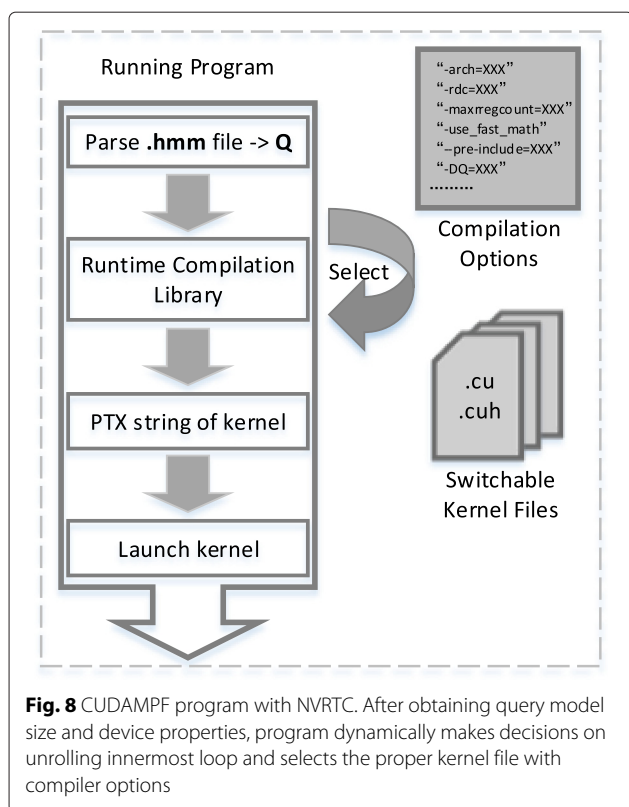 Running Program
Parse .hmm file -> Q
Runtime Compilation
Library
PTX string of kernel
Launch kernel
Select
“-arch=XXX”
“-rdc=XXX”
“-maxrregcount=XXX”
“-use_fast_math”
“--pre-include=XXX”
“-DQ=XXX”
.........
Compilation
Options
.cu
.cuh
Switchable
Kernel Files
Fig. 8 CUDAMPF program with NVRTC. After obtaining query model
size and device properties, program dynamically makes decisions on
unrolling innermost loop and selects the proper kernel file with
compiler options